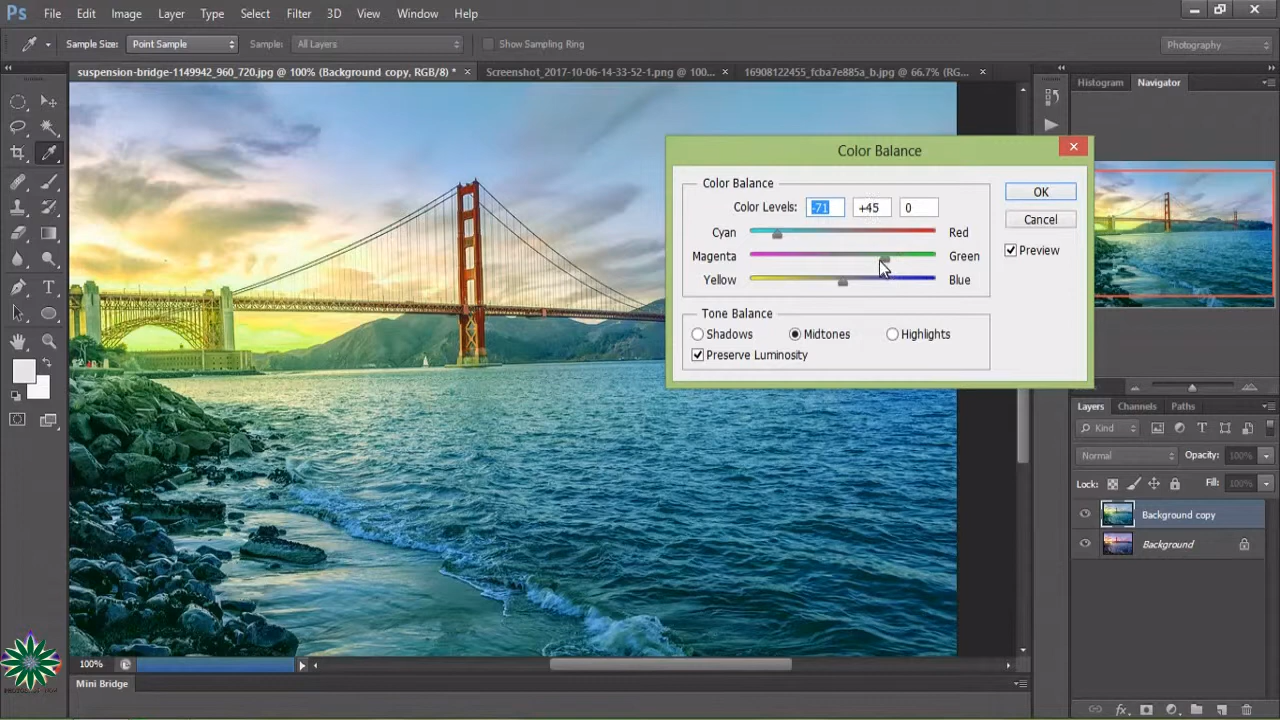 Ps File Edit Image Layer Type Select Filter 3D View Window Help
Sample Size: Point Sample Sample: All Layers Show Sampling Ring Photography
suspension-bridge-1149942_960_720.jpg @ 100% (Background copy, RGB/8) * Screenshot_2017-10-06-14-33-52-1.png @ 100... 16908122455_fcba7e885a_b.jpg @ 66.7% (RG...
Histogram Navigator
Color Balance
Color Balance
Color Levels: -71 +45 0
Cyan Red
Magenta Green
Yellow Blue
Tone Balance
Shadows Midtones Highlights
Preserve Luminosity
OK
Cancel
Preview
Layers Channels Paths
Kind
Normal Opacity: 100%
Lock: Fill: 100%
Background copy
Background
100%
Mini Bridge